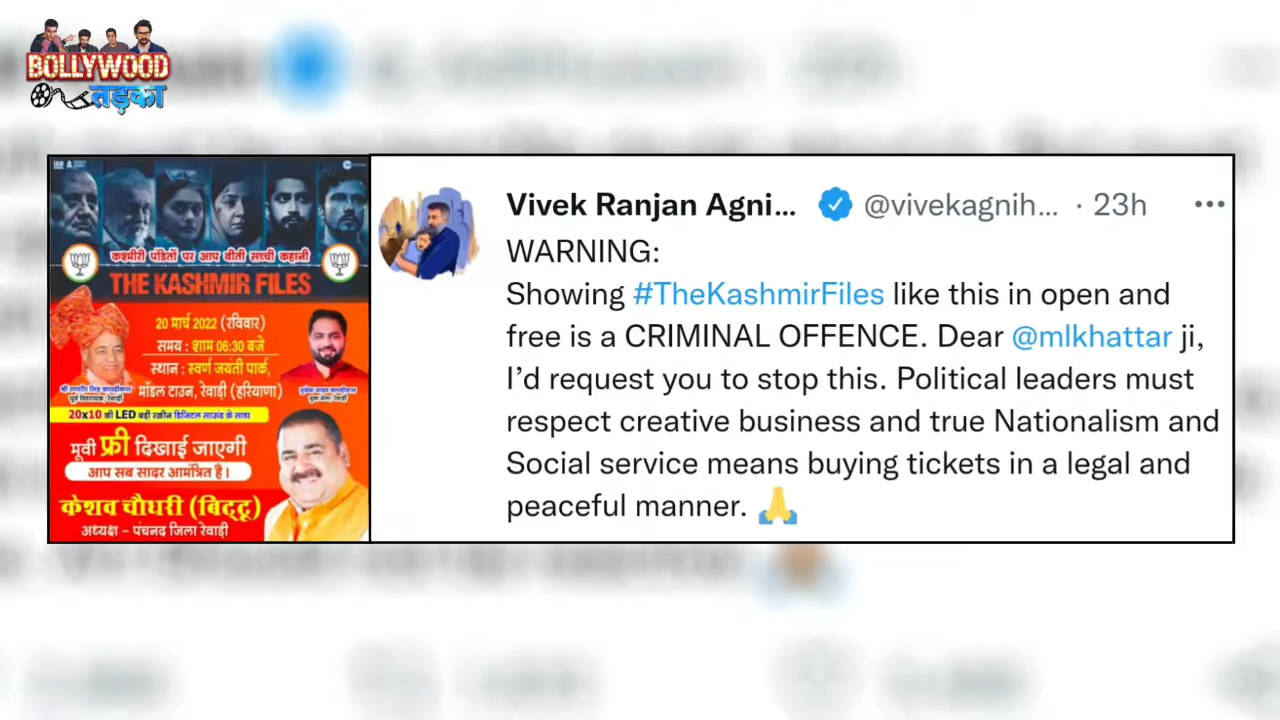 BOLLYWOOD
तड़का
कश्मीरी पंडितों पर आप बीती सच्ची कहानी
THE KASHMIR FILES
20 मार्च 2022 (रविवार)
समय : शाम 06:30 बजे
स्थान : स्वर्ण जयंती पार्क,
मॉडल टाउन, रेवाड़ी (हरियाणा)
20x10 की LED बड़ी स्क्रीन डिजिटल साउंड के साथ
मूवी फ्री दिखाई जाएगी
आप सब सादर आमंत्रित है।
केशव चौधरी (बिट्टू)
अध्यक्ष – पंचनद जिला रेवाड़ी
Vivek Ranjan Agni... @vivekagnih... · 23h
WARNING:
Showing #TheKashmirFiles like this in open and
free is a CRIMINAL OFFENCE. Dear @mlkhattar ji,
I’d request you to stop this. Political leaders must
respect creative business and true Nationalism and
Social service means buying tickets in a legal and
peaceful manner. 🙏